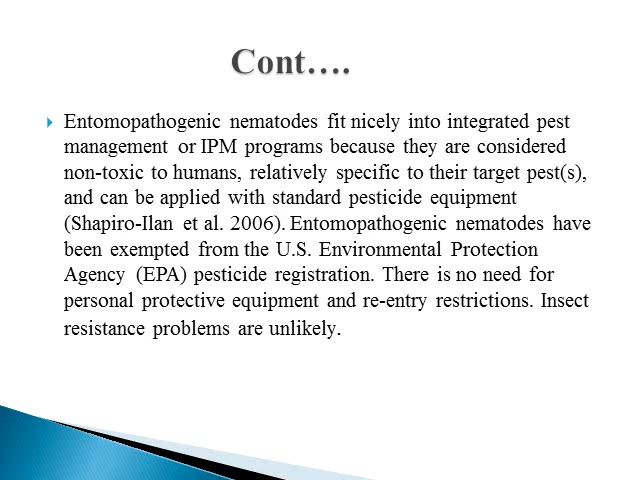 Cont….
Entomopathogenic nematodes fit nicely into integrated pest
management or IPM programs because they are considered
non-toxic to humans, relatively specific to their target pest(s),
and can be applied with standard pesticide equipment
(Shapiro-Ilan et al. 2006). Entomopathogenic nematodes have
been exempted from the U.S. Environmental Protection
Agency (EPA) pesticide registration. There is no need for
personal protective equipment and re-entry restrictions. Insect
resistance problems are unlikely.